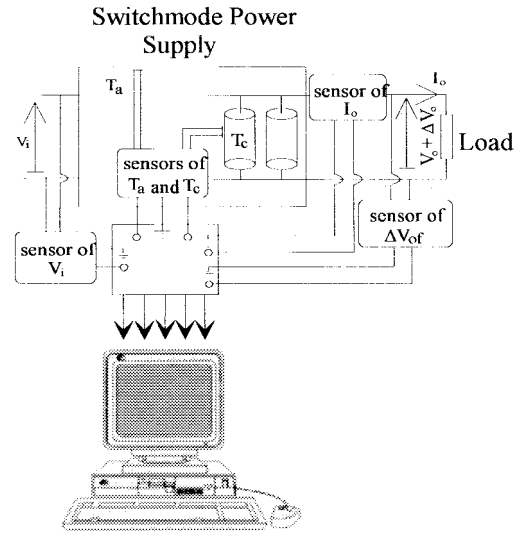 Switchmode Power
Supply
Ta
sensor of
Io
Io
Vi
Tc
Vo + ΔVo
Load
sensors of
Ta and Tc
sensor of
Vi
sensor of
ΔVof